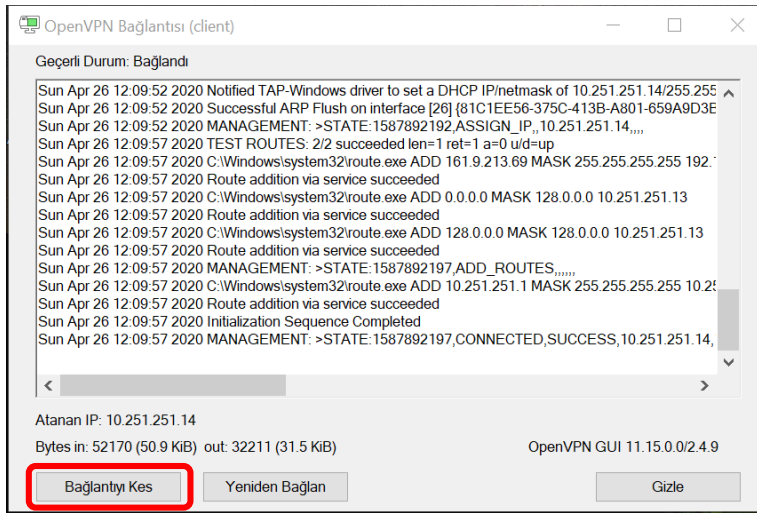 OpenVPN Bağlantısı (client)
Geçerli Durum: Bağlandı
Sun Apr 26 12:09:52 2020 Notified TAP-Windows driver to set a DHCP IP/netmask of 10.251.251.14/255.255
Sun Apr 26 12:09:52 2020 Successful ARP Flush on interface [26] {81C1EE56-375C-413B-A801-659A9D3E
Sun Apr 26 12:09:52 2020 MANAGEMENT: >STATE:1587892192,ASSIGN_IP,,10.251.251.14,,,,
Sun Apr 26 12:09:57 2020 TEST ROUTES: 2/2 succeeded len=1 ret=1 a=0 u/d=up
Sun Apr 26 12:09:57 2020 C:\Windows\system32\route.exe ADD 161.9.213.69 MASK 255.255.255.255 192.
Sun Apr 26 12:09:57 2020 Route addition via service succeeded
Sun Apr 26 12:09:57 2020 C:\Windows\system32\route.exe ADD 0.0.0.0 MASK 128.0.0.0 10.251.251.13
Sun Apr 26 12:09:57 2020 Route addition via service succeeded
Sun Apr 26 12:09:57 2020 C:\Windows\system32\route.exe ADD 128.0.0.0 MASK 128.0.0.0 10.251.251.13
Sun Apr 26 12:09:57 2020 Route addition via service succeeded
Sun Apr 26 12:09:57 2020 MANAGEMENT: >STATE:1587892197,ADD_ROUTES,,,,,,
Sun Apr 26 12:09:57 2020 C:\Windows\system32\route.exe ADD 10.251.251.1 MASK 255.255.255.255 10.25
Sun Apr 26 12:09:57 2020 Route addition via service succeeded
Sun Apr 26 12:09:57 2020 Initialization Sequence Completed
Sun Apr 26 12:09:57 2020 MANAGEMENT: >STATE:1587892197,CONNECTED,SUCCESS,10.251.251.14,
Atanan IP: 10.251.251.14
Bytes in: 52170 (50.9 KiB) out: 32211 (31.5 KiB) OpenVPN GUI 11.15.0.0/2.4.9
Bağlantıyı Kes Yeniden Bağlan Gizle